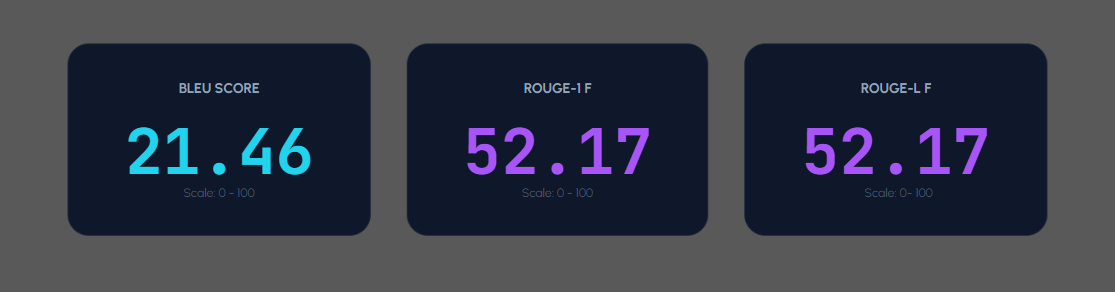 BLEU SCORE
21.46
Scale: 0 - 100
ROUGE-1 F
52.17
Scale: 0 - 100
ROUGE-L F
52.17
Scale: 0- 100